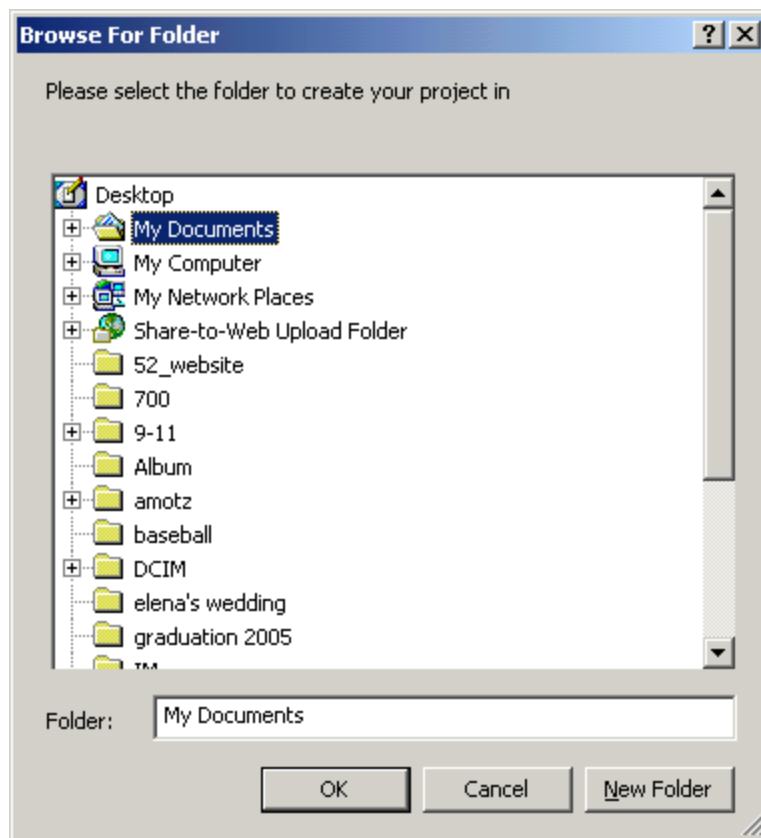 Browse For Folder
Please select the folder to create your project in
Desktop
My Documents
My Computer
My Network Places
Share-to-Web Upload Folder
52_website
700
9-11
Album
amotz
baseball
DCIM
elena's wedding
graduation 2005
Folder: My Documents
OK Cancel New Folder